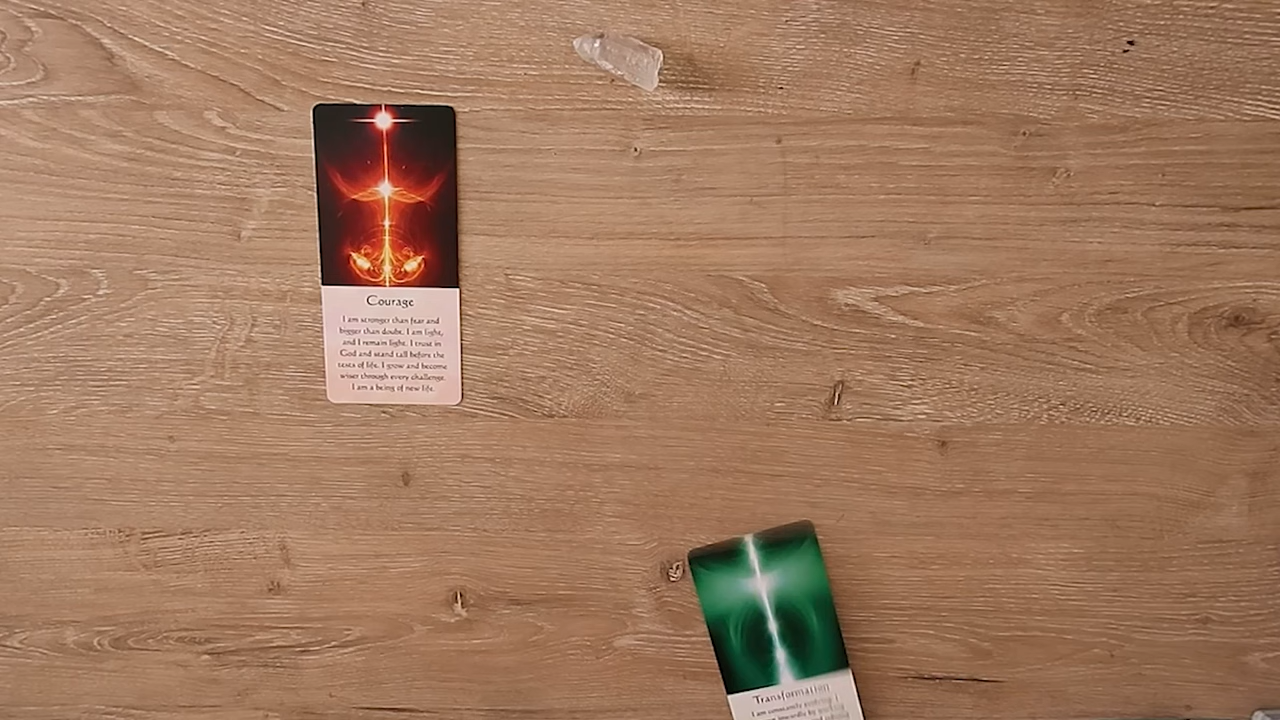 Courage
I am stronger than fear and
bigger than doubt. I am light,
and I remain light. I trust in
God and stand tall before the
tests of life. I grow and become
wiser through every challenge.
I am a being of new life.
Transformation
I am constantly evolving. I